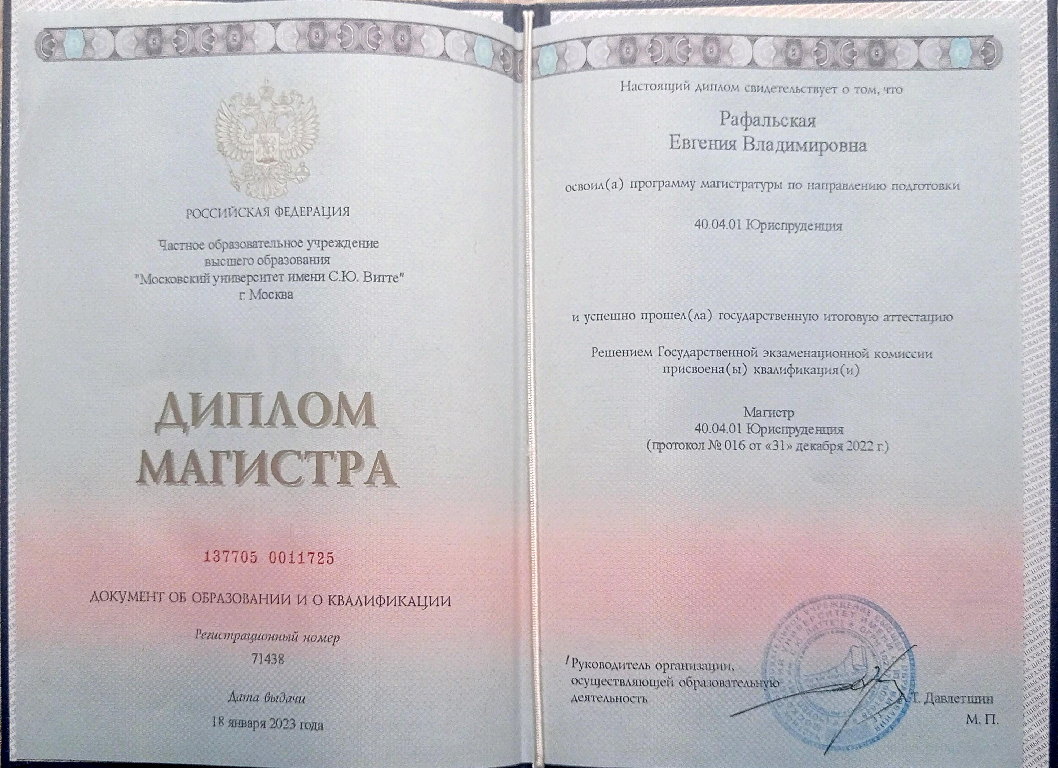 РОССИЙСКАЯ ФЕДЕРАЦИЯ
Частное образовательное учреждение
высшего образования
"Московский университет имени С.Ю. Витте"
г. Москва
ДИПЛОМ
МАГИСТРА
137705 0011725
ДОКУМЕНТ ОБ ОБРАЗОВАНИИ И О КВАЛИФИКАЦИИ
Регистрационный номер
71438
Дата выдачи
18 января 2023 года
Настоящий диплом свидетельствует о том, что
Рафальская
Евгения Владимировна
освоил(а) программу магистратуры по направлению подготовки
40.04.01 Юриспруденция
и успешно прошел(ла) государственную итоговую аттестацию
Решением Государственной экзаменационной комиссии
присвоена(ы) квалификация(и)
Магистр
40.04.01 Юриспруденция
(протокол № 016 от «31» декабря 2022 г.)
Руководитель организации,
осуществляющей образовательную
деятельность
Давлетшин
М. П.